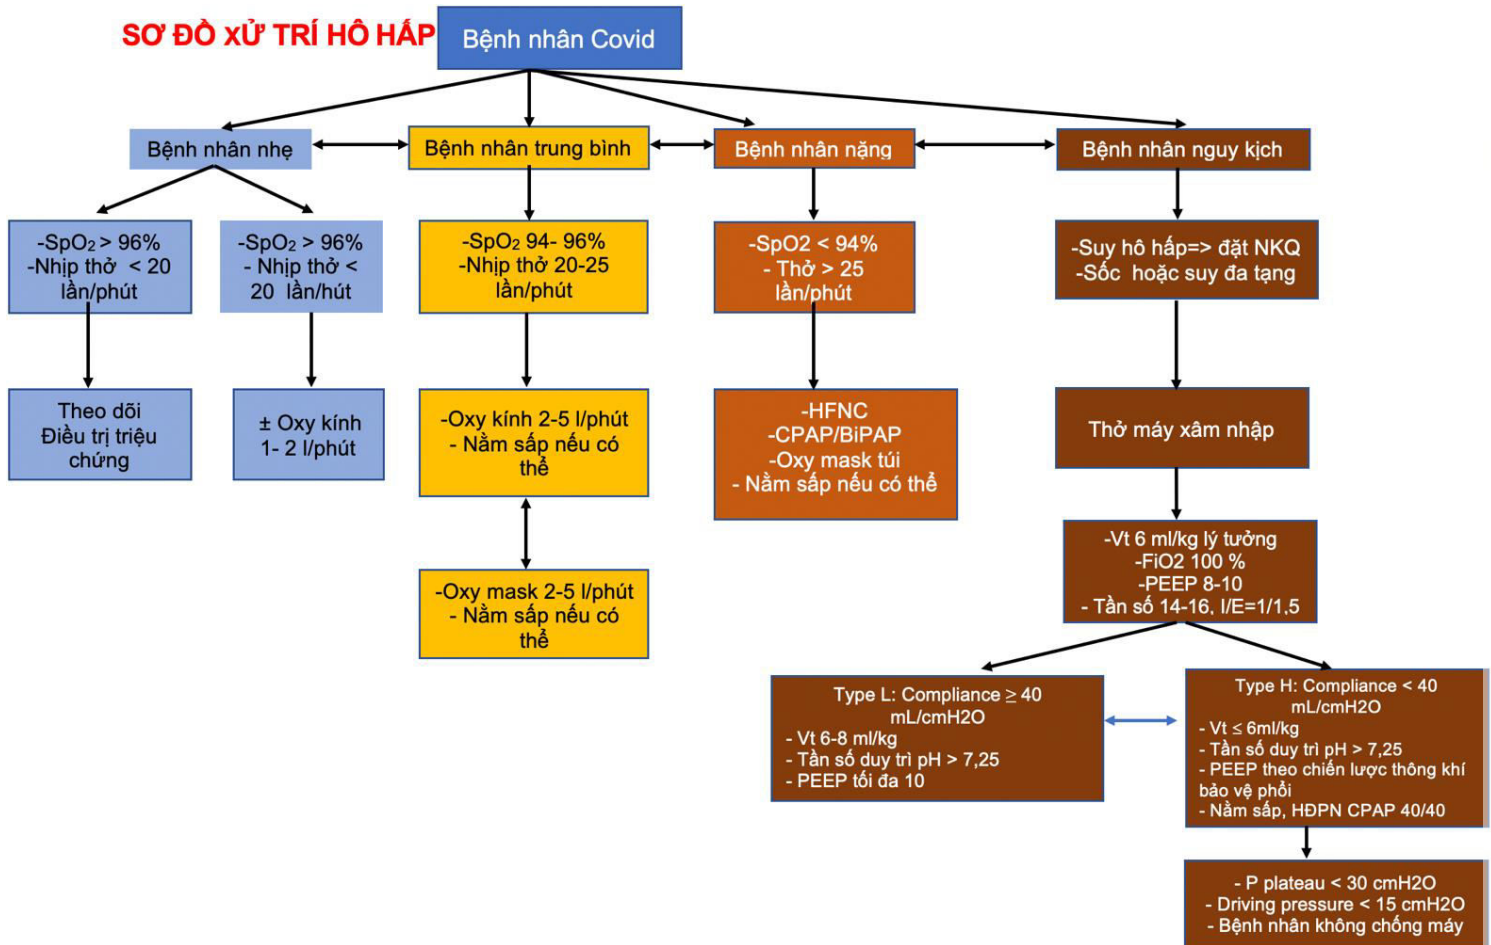 SƠ ĐỒ XỬ TRÍ HÔ HẤP
Bệnh nhân Covid
Bệnh nhân nhẹ
Bệnh nhân trung bình
Bệnh nhân nặng
Bệnh nhân nguy kịch
-SpO₂ > 96%
-Nhịp thở < 20
lần/phút
-SpO₂ > 96%
- Nhịp thở <
20 lần/hút
-SpO₂ 94- 96%
-Nhịp thở 20-25
lần/phút
-SpO2 < 94%
- Thở > 25
lần/phút
-Suy hô hấp=> đặt NKQ
-Sốc hoặc suy đa tạng
Theo dõi
Điều trị triệu
chứng
± Oxy kính
1- 2 l/phút
-Oxy kính 2-5 l/phút
- Nằm sấp nếu có
thể
-HFNC
-CPAP/BiPAP
-Oxy mask túi
- Nằm sấp nếu có thể
Thở máy xâm nhập
-Oxy mask 2-5 l/phút
- Nằm sấp nếu có
thể
-Vt 6 ml/kg lý tưởng
-FiO2 100 %
-PEEP 8-10
- Tần số 14-16, I/E=1/1,5
Type L: Compliance ≥ 40
mL/cmH2O
- Vt 6-8 ml/kg
- Tần số duy trì pH > 7,25
- PEEP tối đa 10
Type H: Compliance < 40
mL/cmH2O
- Vt ≤ 6ml/kg
- Tần số duy trì pH > 7,25
- PEEP theo chiến lược thông khí
bảo vệ phổi
- Nằm sấp, HĐPN CPAP 40/40
- P plateau < 30 cmH2O
- Driving pressure < 15 cmH2O
- Bệnh nhân không chống máy